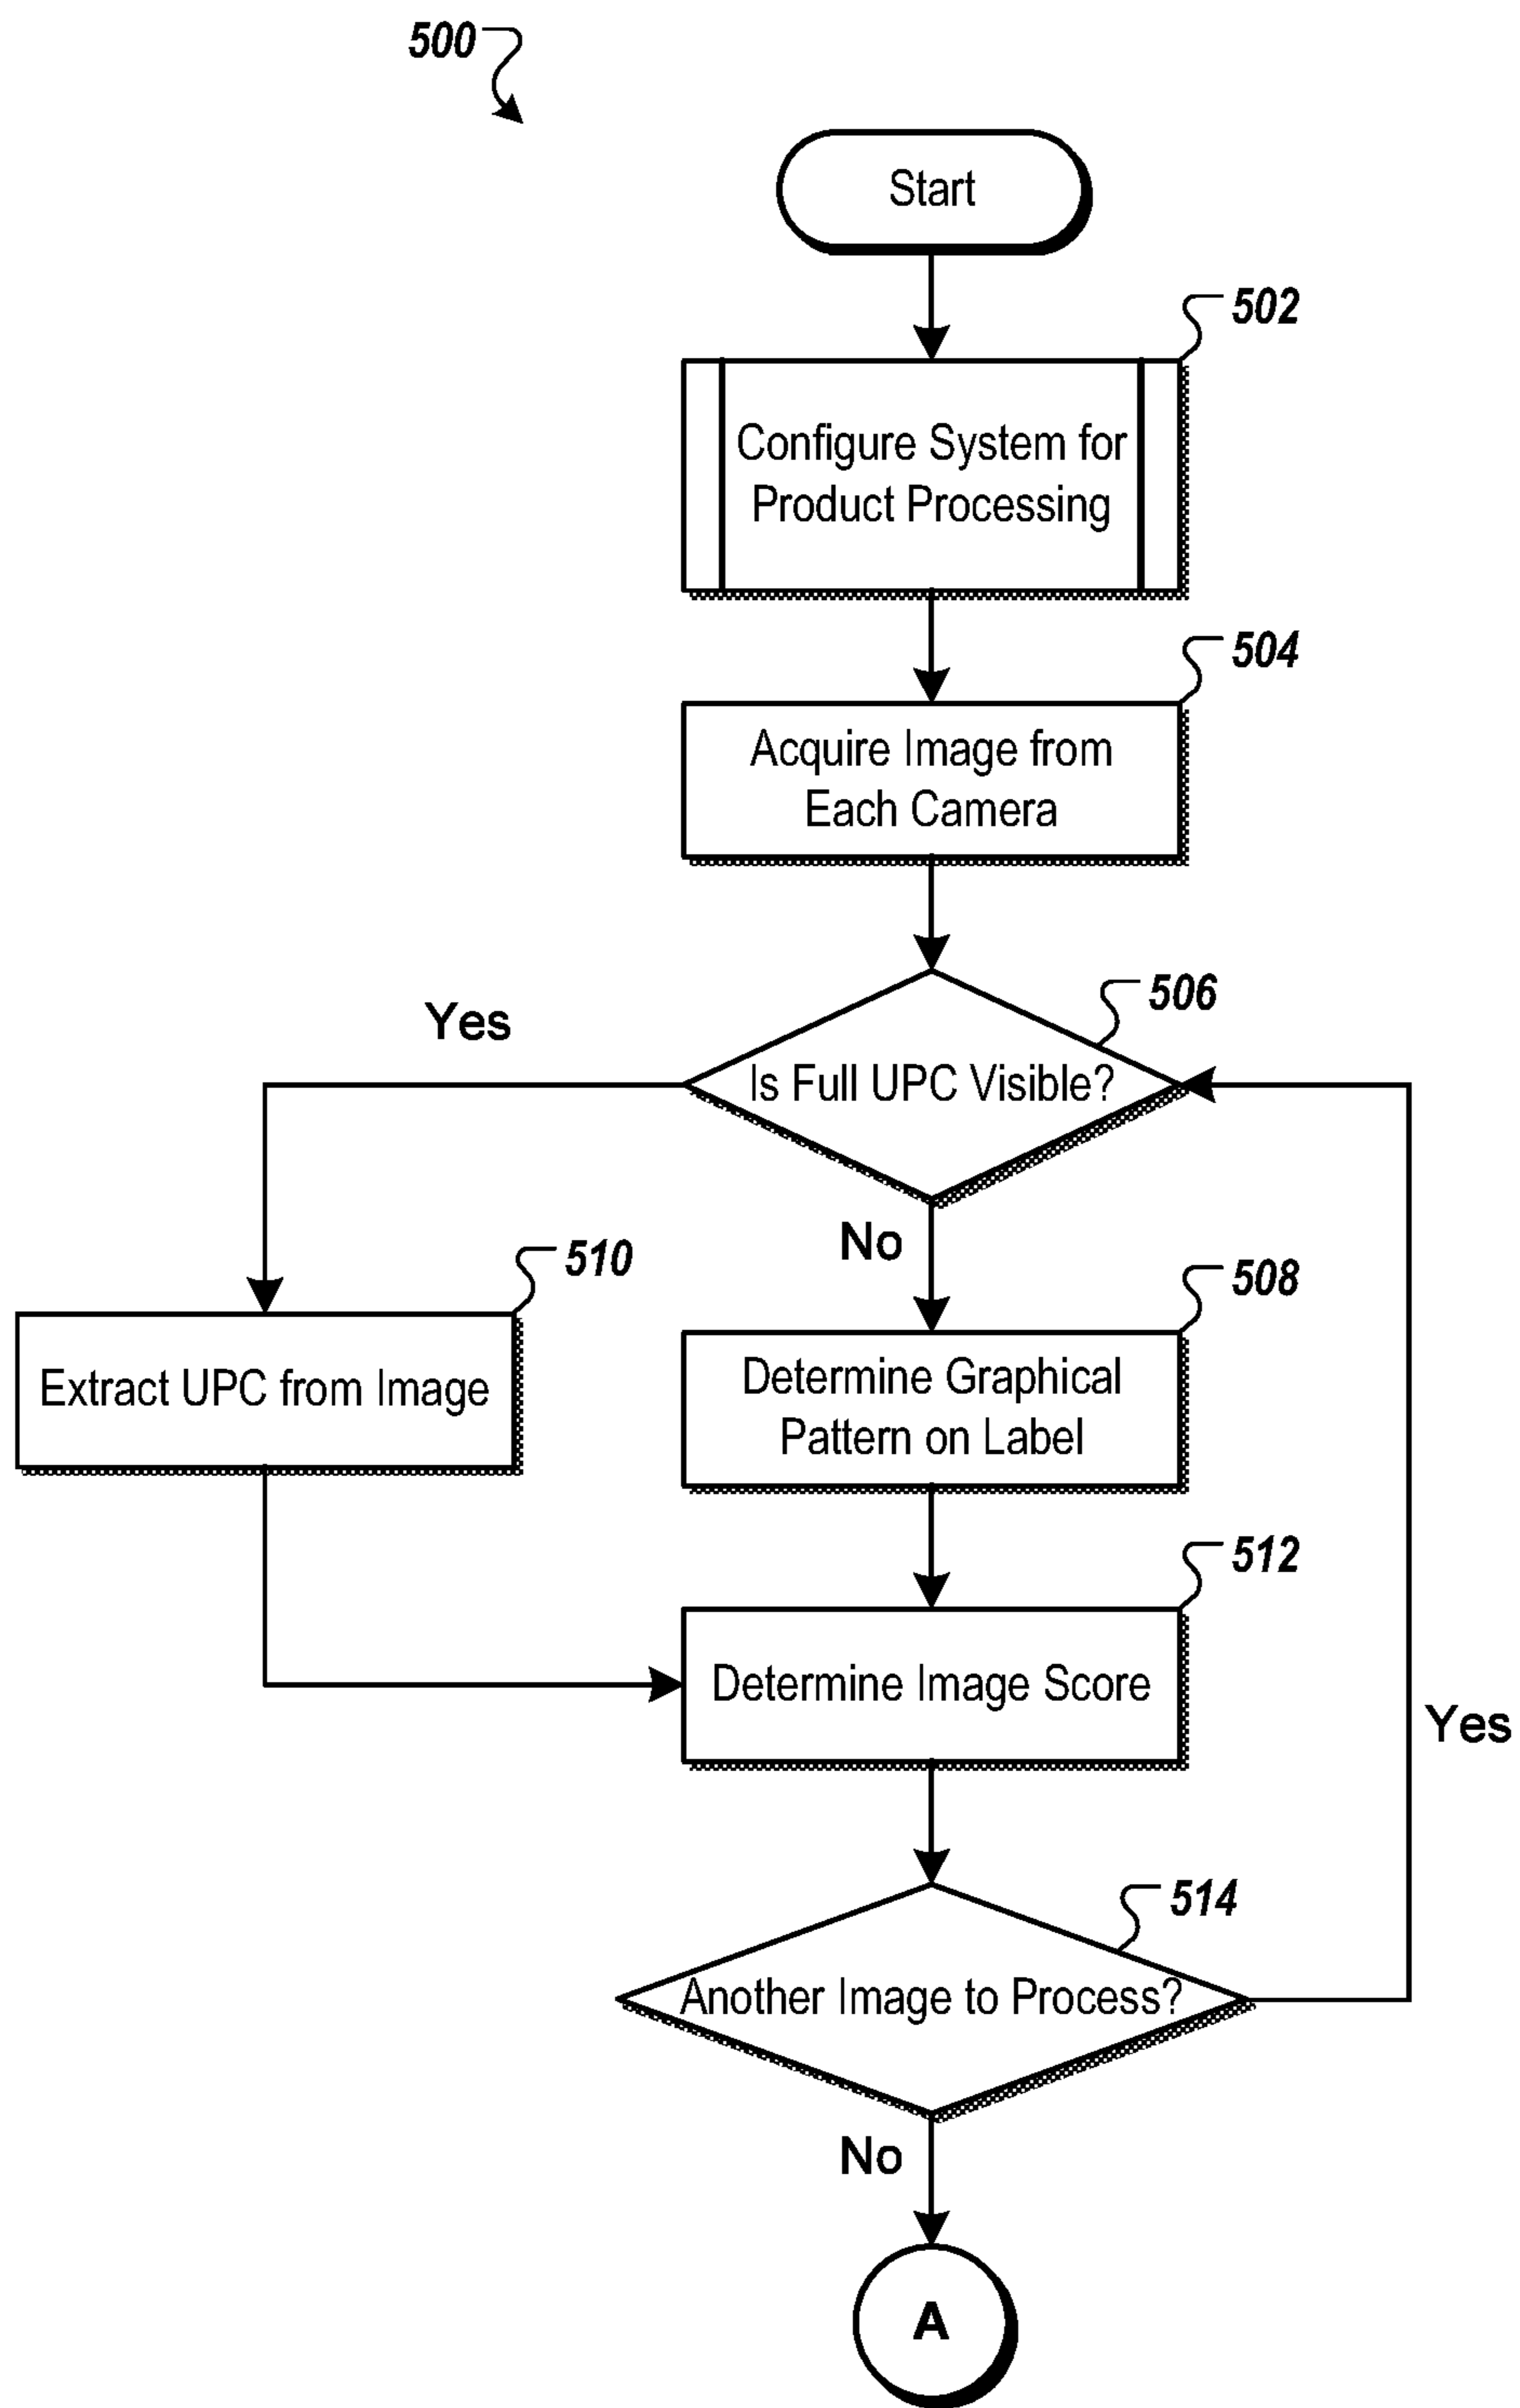 500
Start
502
Configure System for
Product Processing
504
Acquire Image from
Each Camera
506
Yes
Is Full UPC Visible?
No
510
508
Extract UPC from Image
Determine Graphical
Pattern on Label
512
Determine Image Score
Yes
514
Another Image to Process?
No
A